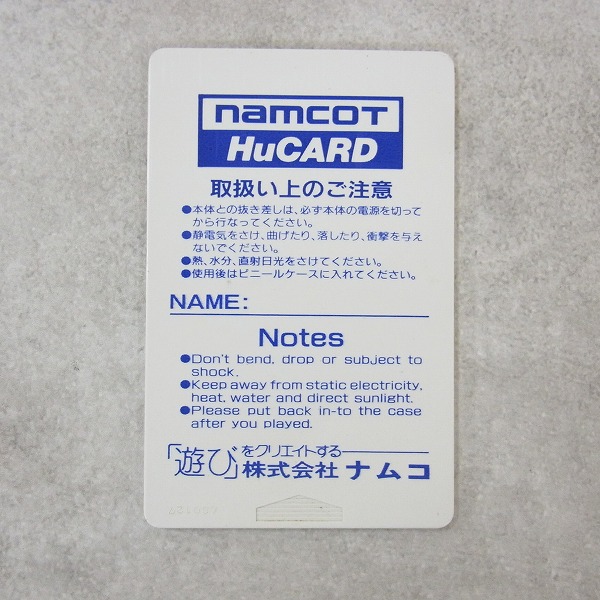 namcot
HuCARD
取扱い上のご注意
●本体との抜き差しは、必ず本体の電源を切って
から行なってください。
●静電気をさけ、曲げたり、落したり、衝撃を与え
ないでください。
●熱、水分、直射日光をさけてください。
●使用後はビニールケースに入れてください。
NAME:
Notes
●Don't bend, drop or subject to
shock.
●Keep away from static electricity,
heat, water and direct sunlight.
●Please put back in-to the case
after you played.
「遊び」をクリエイトする
株式会社 ナムコ